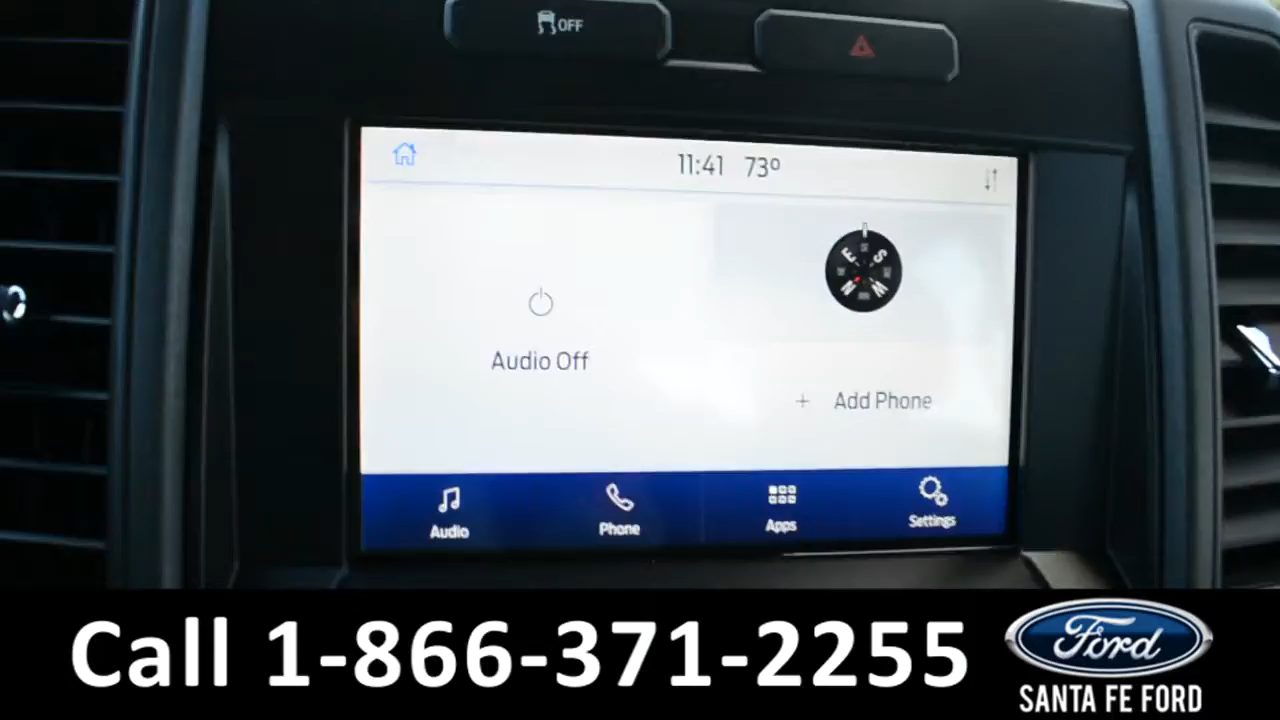 OFF
11:41 73°
E S
N W
Audio Off
+ Add Phone
Audio Phone Apps Settings
Call 1-866-371-2255
Ford
SANTA FE FORD